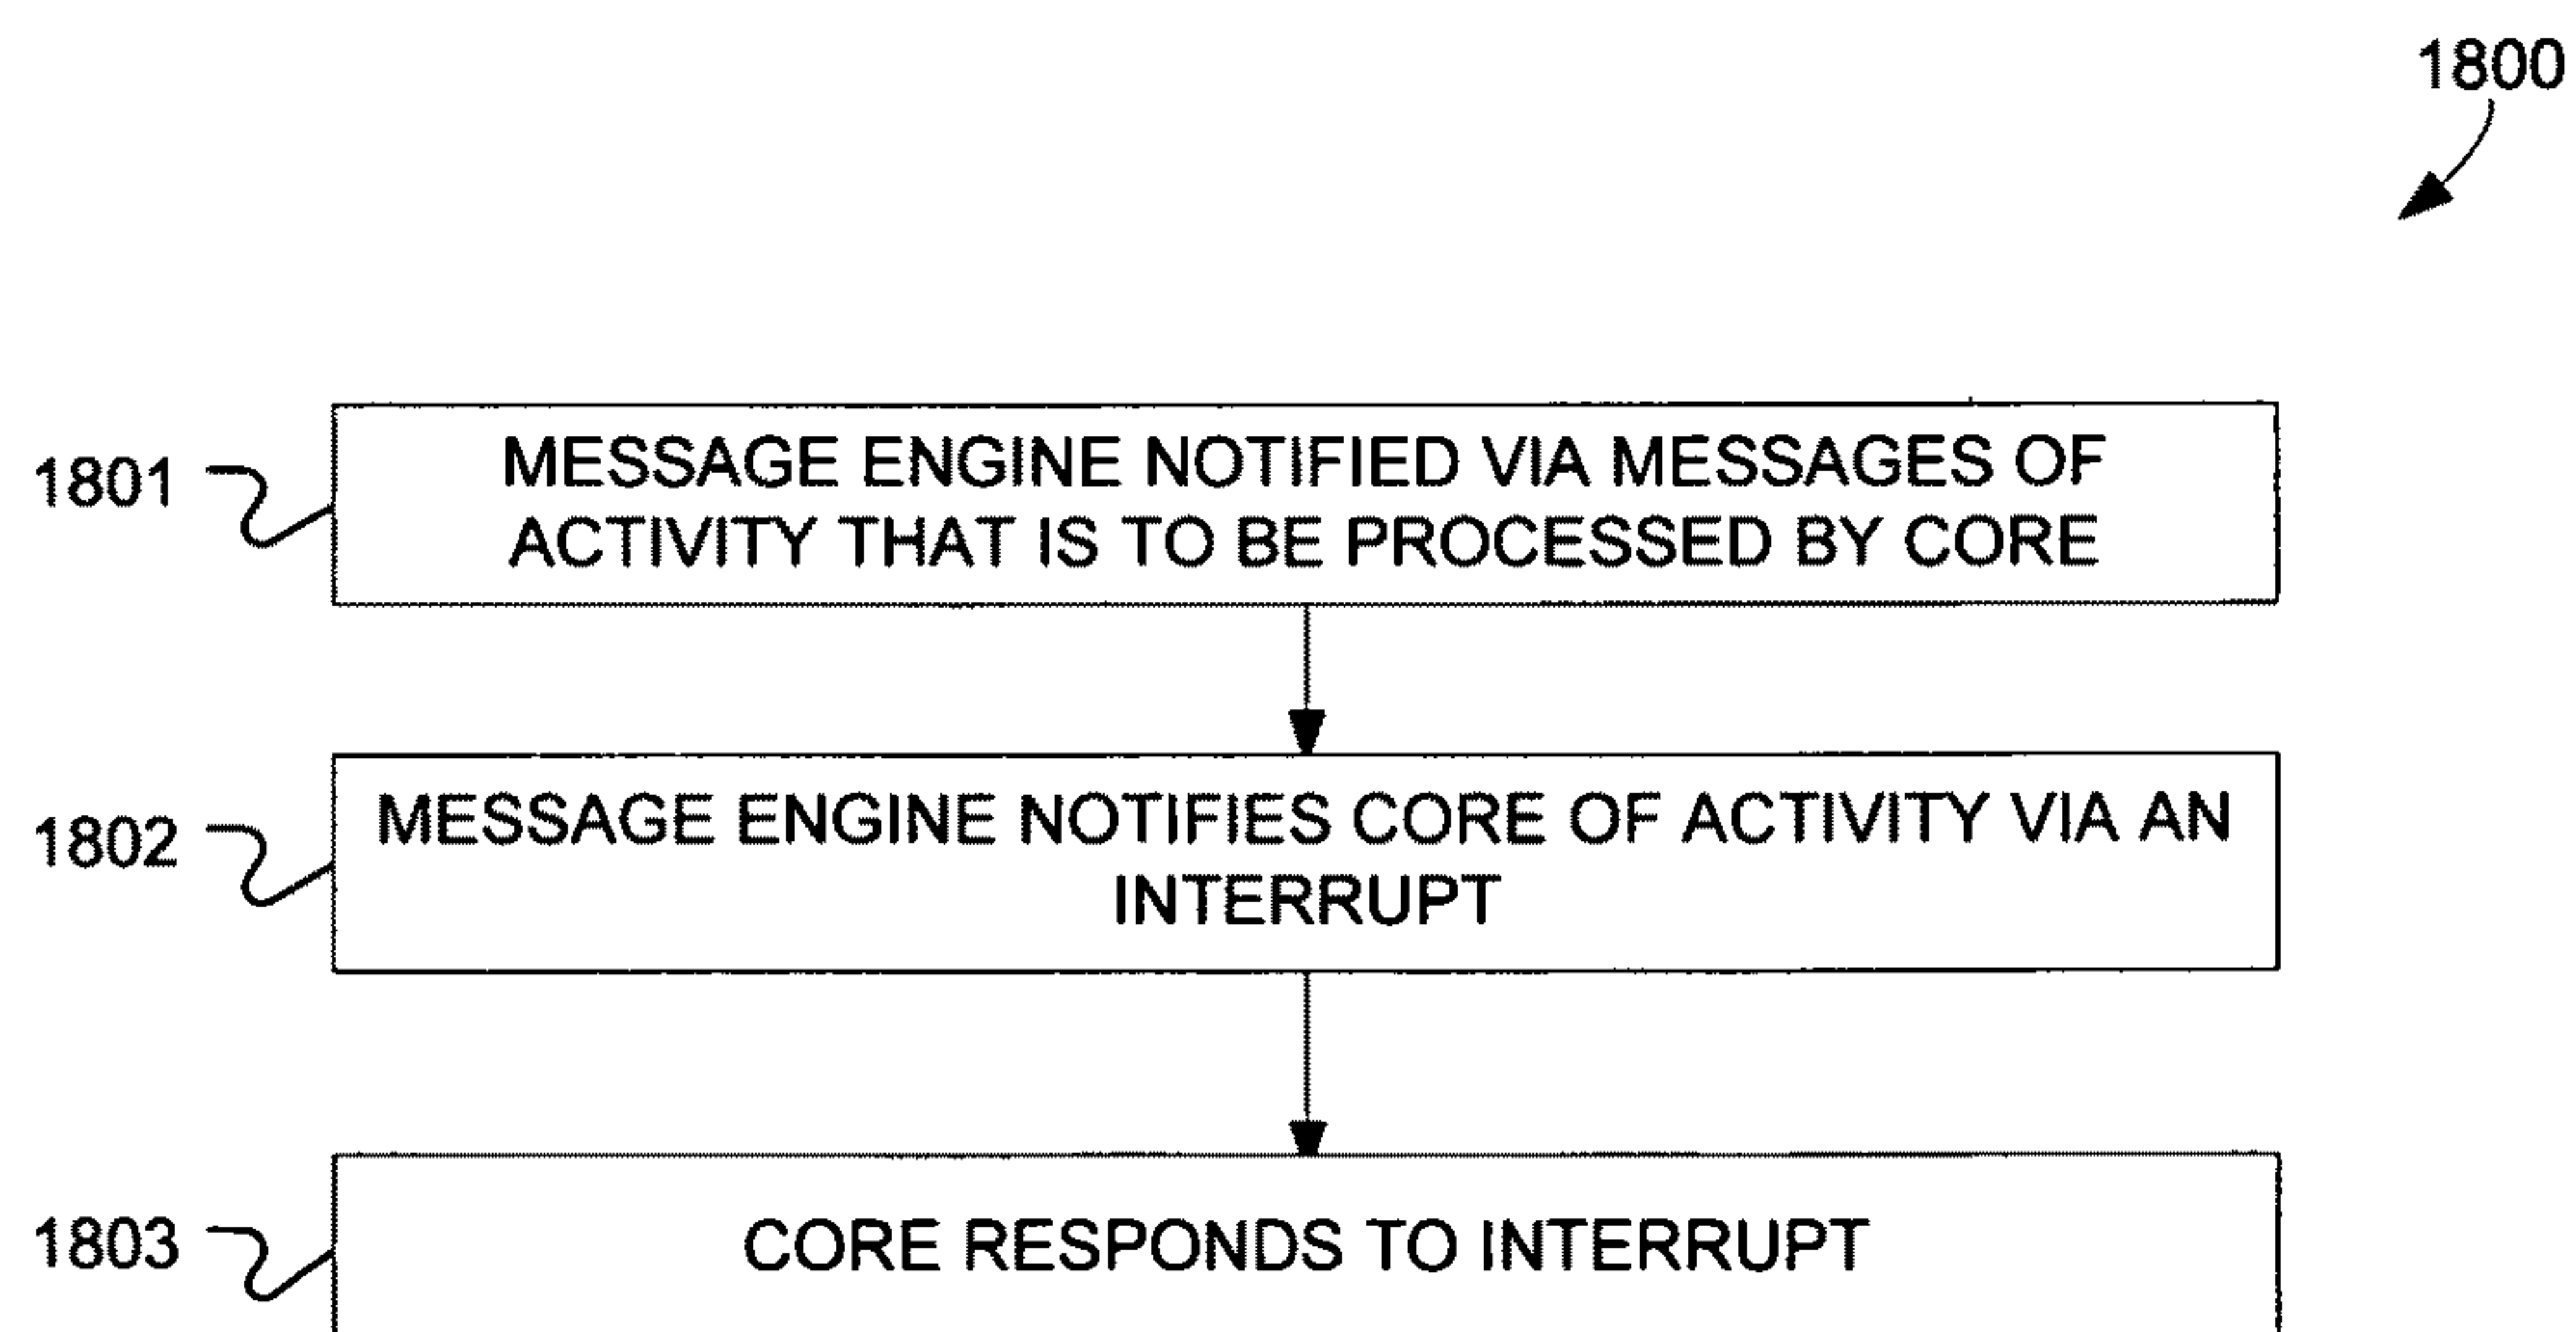 1800
1801
MESSAGE ENGINE NOTIFIED VIA MESSAGES OF
ACTIVITY THAT IS TO BE PROCESSED BY CORE
1802
MESSAGE ENGINE NOTIFIES CORE OF ACTIVITY VIA AN
INTERRUPT
1803
CORE RESPONDS TO INTERRUPT